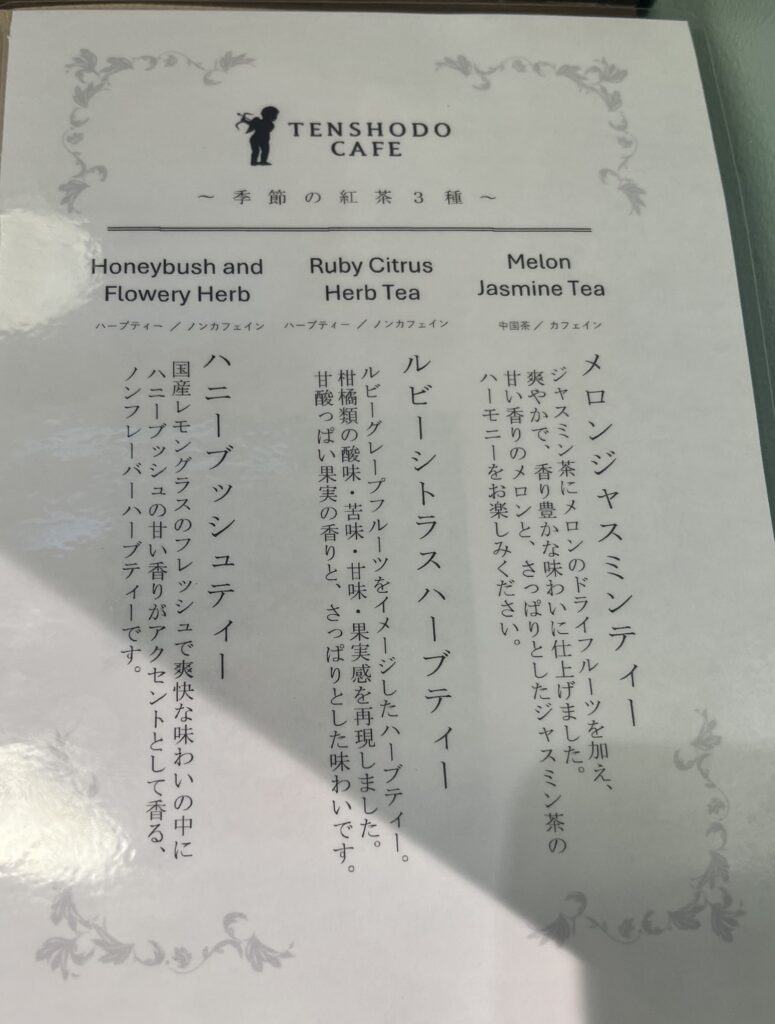 TENSHODO
CAFE
～季節の紅茶3種～
Melon
Jasmine Tea
中国茶／カフェイン
メロンジャスミンティー
ジャスミン茶にメロンのドライフルーツを加え、
爽やかで、香り豊かな味わいに仕上げました。
甘い香りのメロンと、さっぱりとしたジャスミン茶の
ハーモニーをお楽しみください。
Ruby Citrus
Herb Tea
ハーブティー／ノンカフェイン
ルビーシトラスハーブティー
ルビーグレープフルーツをイメージしたハーブティー。
柑橘類の酸味・苦味・甘味・果実感を再現しました。
甘酸っぱい果実の香りと、さっぱりとした味わいです。
Honeybush and
Flowery Herb
ハーブティー／ノンカフェイン
ハニーブッシュティー
国産レモングラスのフレッシュで爽快な味わいの中に
ハニーブッシュの甘い香りがアクセントとして香る、
ノンフレーバーハーブティーです。